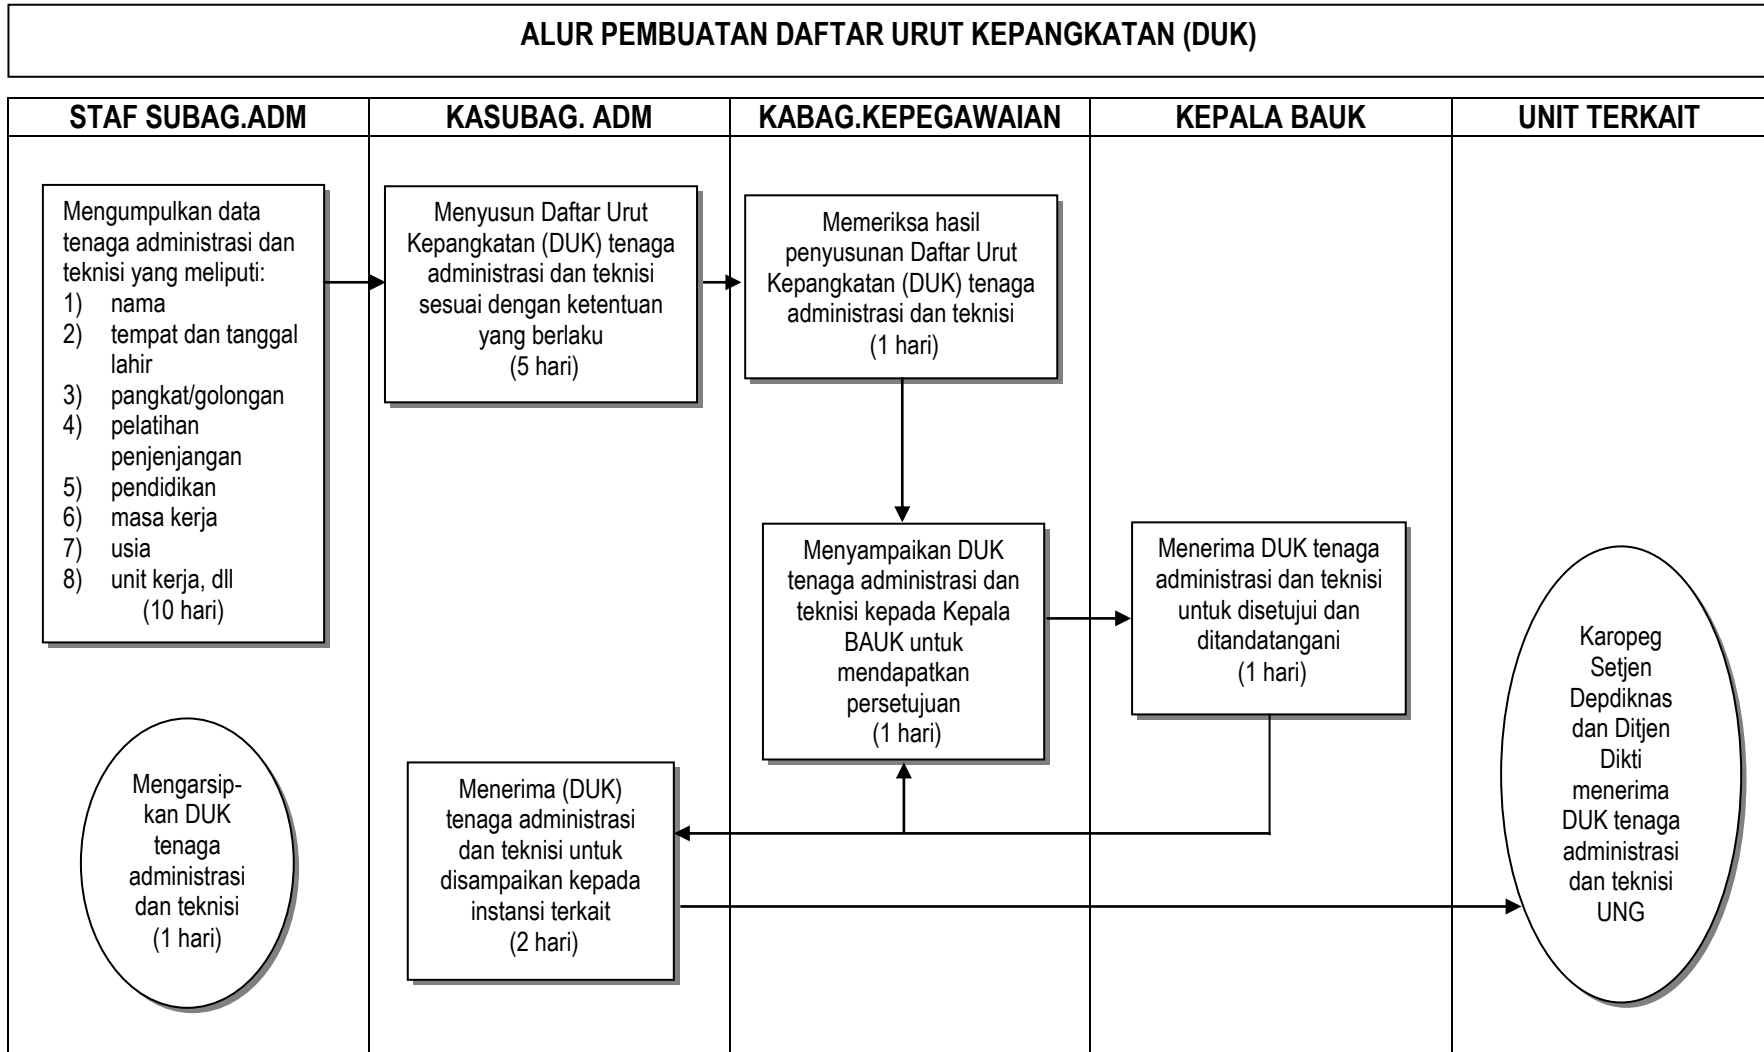 ALUR PEMBUATAN DAFTAR URUT KEPANGKATAN (DUK)
STAF SUBAG.ADM
KASUBAG. ADM
KABAG.KEPEGAWAIAN
KEPALA BAUK
UNIT TERKAIT
Mengumpulkan data
tenaga administrasi dan
teknisi yang meliputi:
1) nama
2) tempat dan tanggal
lahir
3) pangkat/golongan
4) pelatihan
penjenjangan
5) pendidikan
6) masa kerja
7) usia
8) unit kerja, dll
(10 hari)
Menyusun Daftar Urut
Kepangkatan (DUK) tenaga
administrasi dan teknisi
sesuai dengan ketentuan
yang berlaku
(5 hari)
Memeriksa hasil
penyusunan Daftar Urut
Kepangkatan (DUK) tenaga
administrasi dan teknisi
(1 hari)
Menyampaikan DUK
tenaga administrasi dan
teknisi kepada Kepala
BAUK untuk
mendapatkan
persetujuan
(1 hari)
Menerima DUK tenaga
administrasi dan teknisi
untuk disetujui dan
ditandatangani
(1 hari)
Menerima (DUK)
tenaga administrasi
dan teknisi untuk
disampaikan kepada
instansi terkait
(2 hari)
Karopeg
Setjen
Depdiknas
dan Ditjen
Dikti
menerima
DUK tenaga
administrasi
dan teknisi
UNG
Mengarsip-
kan DUK
tenaga
administrasi
dan teknisi
(1 hari)